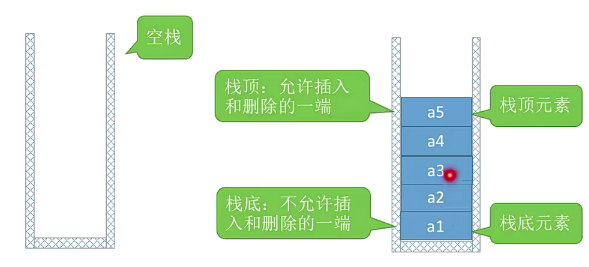 空栈
栈顶：允许插入
和删除的一端
栈顶元素
a5
a4
a3
a2
a1
栈底：不允许插
入和删除的一端
栈底元素